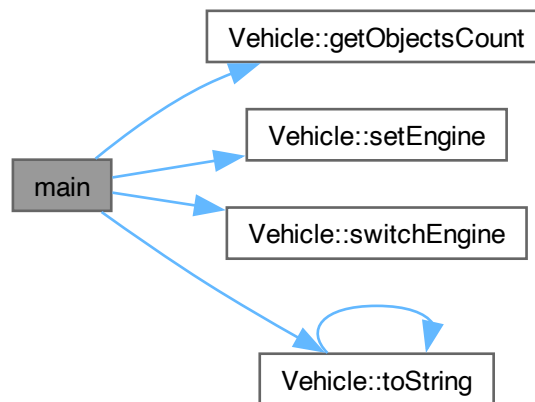 Vehicle::getObjectsCount
Vehicle::setEngine
main
Vehicle::switchEngine
Vehicle::toString